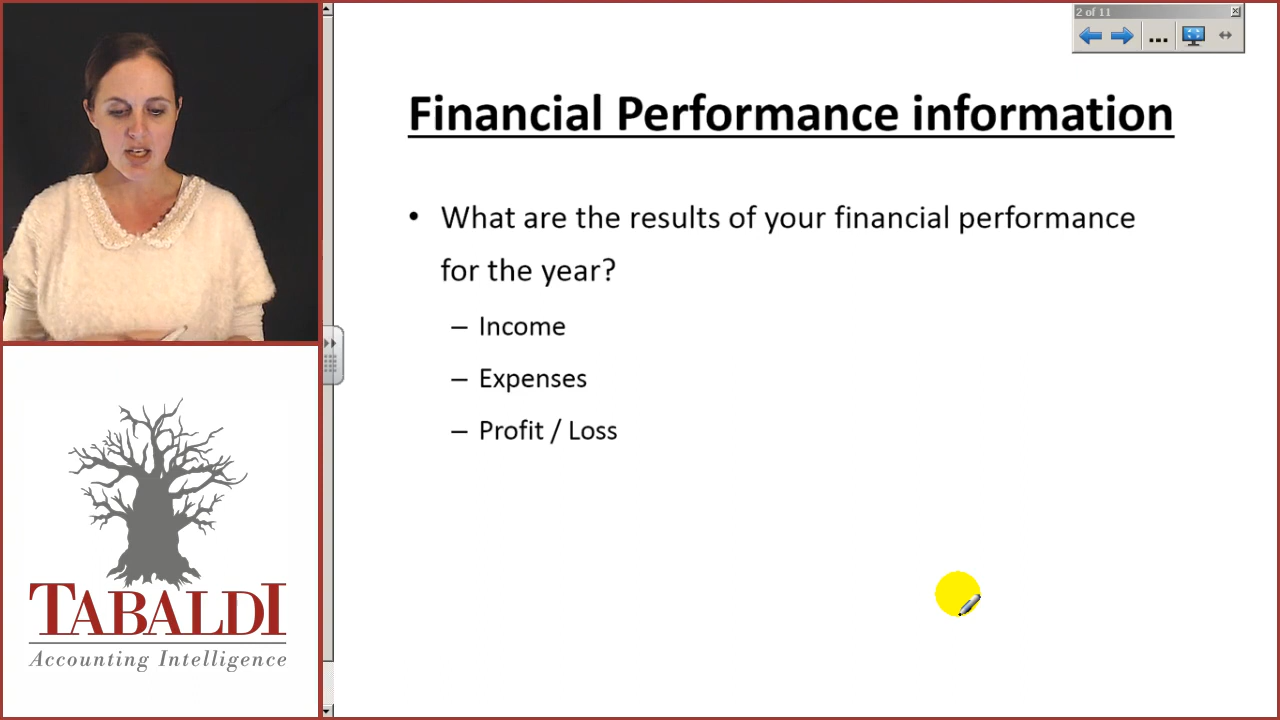 2 of 11
...
Financial Performance information
• What are the results of your financial performance
for the year?
– Income
– Expenses
– Profit / Loss
TABALDI
Accounting Intelligence